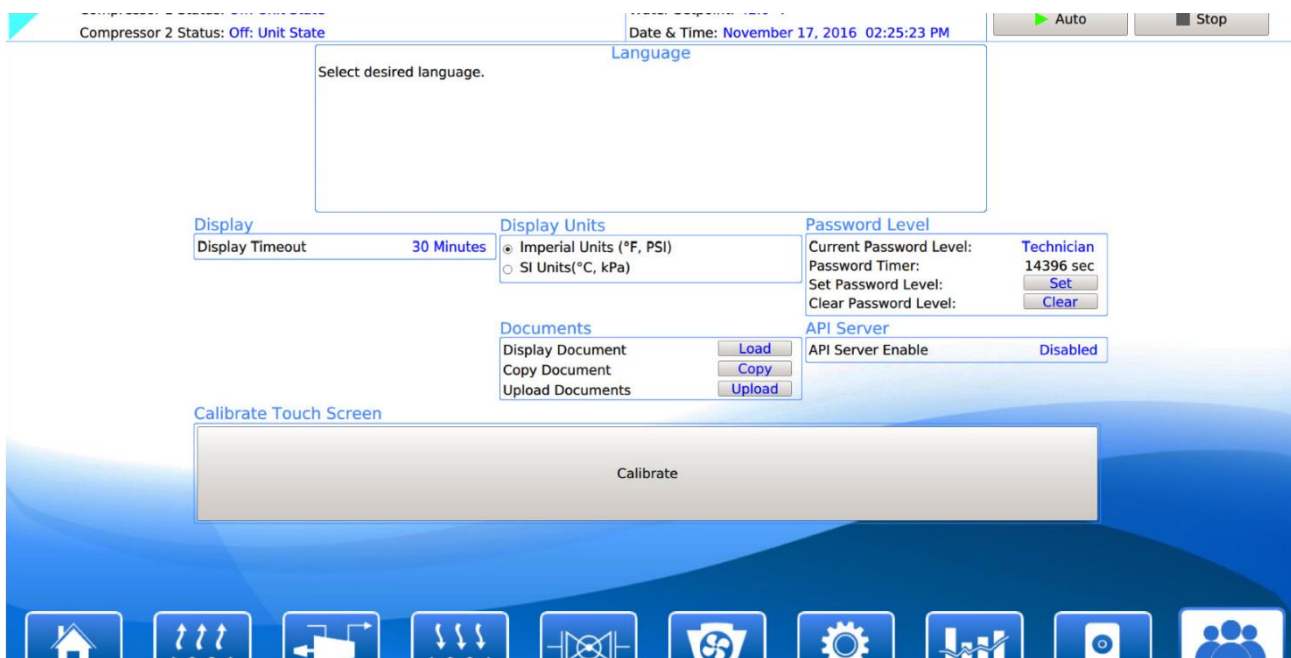 Compressor 2 Status: Off: Unit State
Date & Time: November 17, 2016 02:25:23 PM
Auto
Stop
Language
Select desired language.
Display
Display Timeout 30 Minutes
Display Units
Imperial Units (°F, PSI)
SI Units(°C, kPa)
Password Level
Current Password Level: Technician
Password Timer: 14396 sec
Set Password Level: Set
Clear Password Level: Clear
Documents
Display Document Load
Copy Document Copy
Upload Documents Upload
API Server
API Server Enable Disabled
Calibrate Touch Screen
Calibrate